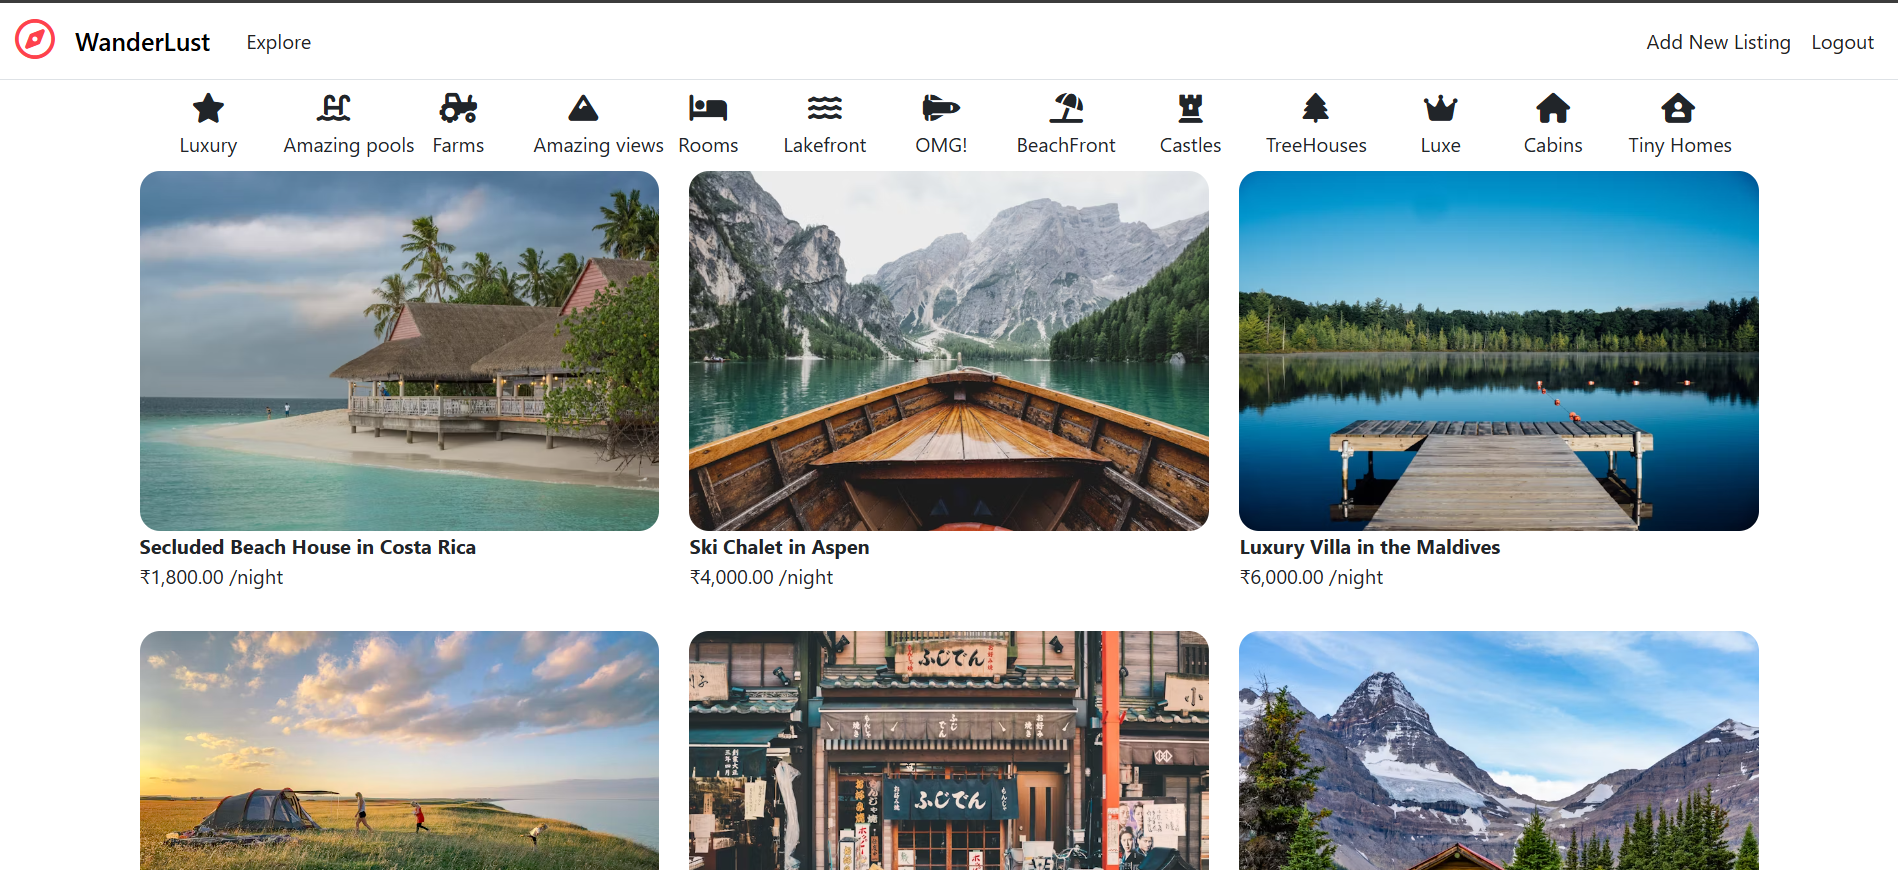 WanderLust Explore Add New Listing Logout
Luxury Amazing pools Farms Amazing views Rooms Lakefront OMG! BeachFront Castles TreeHouses Luxe Cabins Tiny Homes
Secluded Beach House in Costa Rica
₹1,800.00 /night
Ski Chalet in Aspen
₹4,000.00 /night
Luxury Villa in the Maldives
₹6,000.00 /night
ふじでん
ふじでん